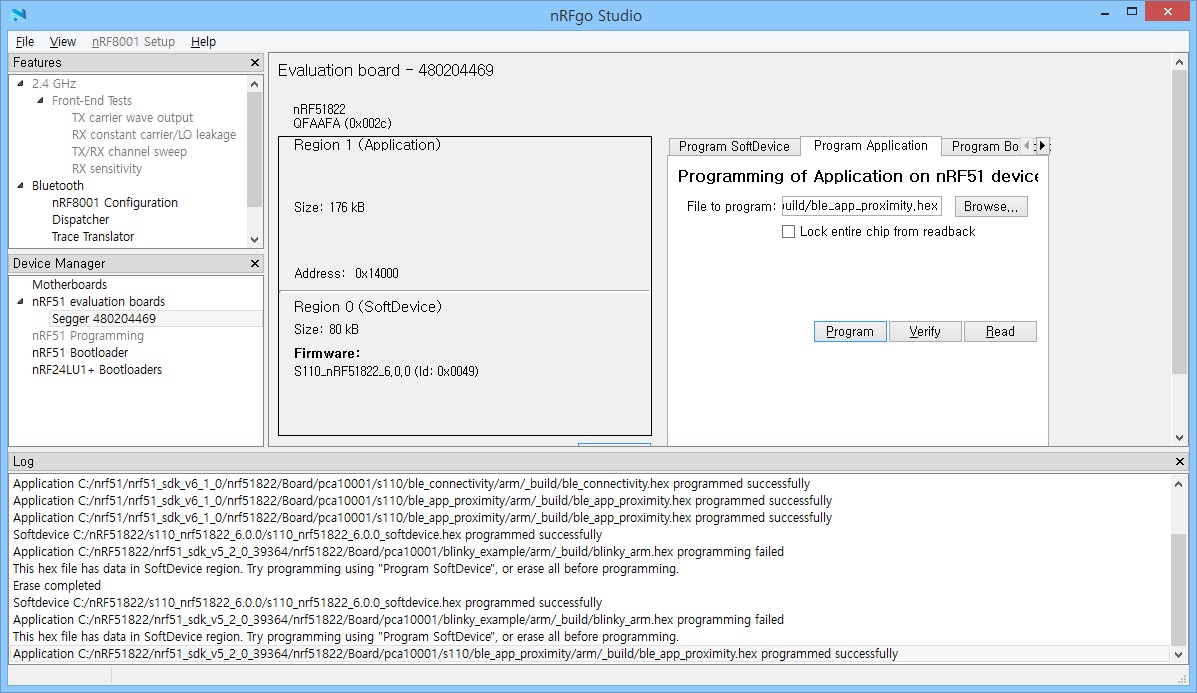 nRFgo Studio
File View nRF8001 Setup Help
Features
2.4 GHz
Front-End Tests
TX carrier wave output
RX constant carrier/LO leakage
TX/RX channel sweep
RX sensitivity
Bluetooth
nRF8001 Configuration
Dispatcher
Trace Translator
Device Manager
Motherboards
nRF51 evaluation boards
Segger 480204469
nRF51 Programming
nRF51 Bootloader
nRF24LU1+ Bootloaders
Evaluation board - 480204469
nRF51822
QFAAFA (0x002c)
Region 1 (Application)
Size: 176 kB
Address: 0x14000
Region 0 (SoftDevice)
Size: 80 kB
Firmware:
S110_nRF51822_6.0.0 (Id: 0x0049)
Program SoftDevice Program Application Program Bo
Programming of Application on nRF51 device
File to program: uild/ble_app_proximity.hex Browse...
Lock entire chip from readback
Program Verify Read
Log
Application C:/nrf51/nrf51_sdk_v6_1_0/nrf51822/Board/pca10001/s110/ble_connectivity/arm/_build/ble_connectivity.hex programmed successfully
Application C:/nrf51/nrf51_sdk_v6_1_0/nrf51822/Board/pca10001/s110/ble_app_proximity/arm/_build/ble_app_proximity.hex programmed successfully
Application C:/nrf51/nrf51_sdk_v6_1_0/nrf51822/Board/pca10001/s110/ble_app_proximity/arm/_build/ble_app_proximity.hex programmed successfully
Softdevice C:/nRF51822/s110_nrf51822_6.0.0/s110_nrf51822_6.0.0_softdevice.hex programmed successfully
Application C:/nRF51822/nrf51_sdk_v5_2_0_39364/nrf51822/Board/pca10001/blinky_example/arm/_build/blinky_arm.hex programming failed
This hex file has data in SoftDevice region. Try programming using "Program SoftDevice", or erase all before programming.
Erase completed
Softdevice C:/nRF51822/s110_nrf51822_6.0.0/s110_nrf51822_6.0.0_softdevice.hex programmed successfully
Application C:/nRF51822/nrf51_sdk_v5_2_0_39364/nrf51822/Board/pca10001/blinky_example/arm/_build/blinky_arm.hex programming failed
This hex file has data in SoftDevice region. Try programming using "Program SoftDevice", or erase all before programming.
Application C:/nRF51822/nrf51_sdk_v5_2_0_39364/nrf51822/Board/pca10001/s110/ble_app_proximity/arm/_build/ble_app_proximity.hex programmed successfully